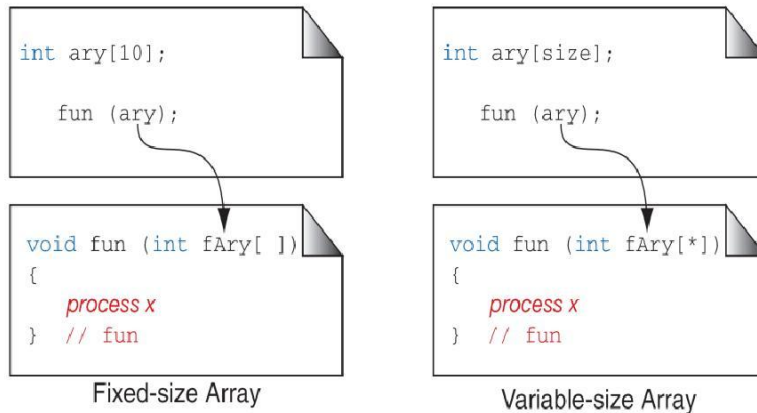 int ary[10];
fun (ary);
void fun (int fAry[ ])
{
process x
} // fun
Fixed-size Array
int ary[size];
fun (ary);
void fun (int fAry[*])
{
process x
} // fun
Variable-size Array